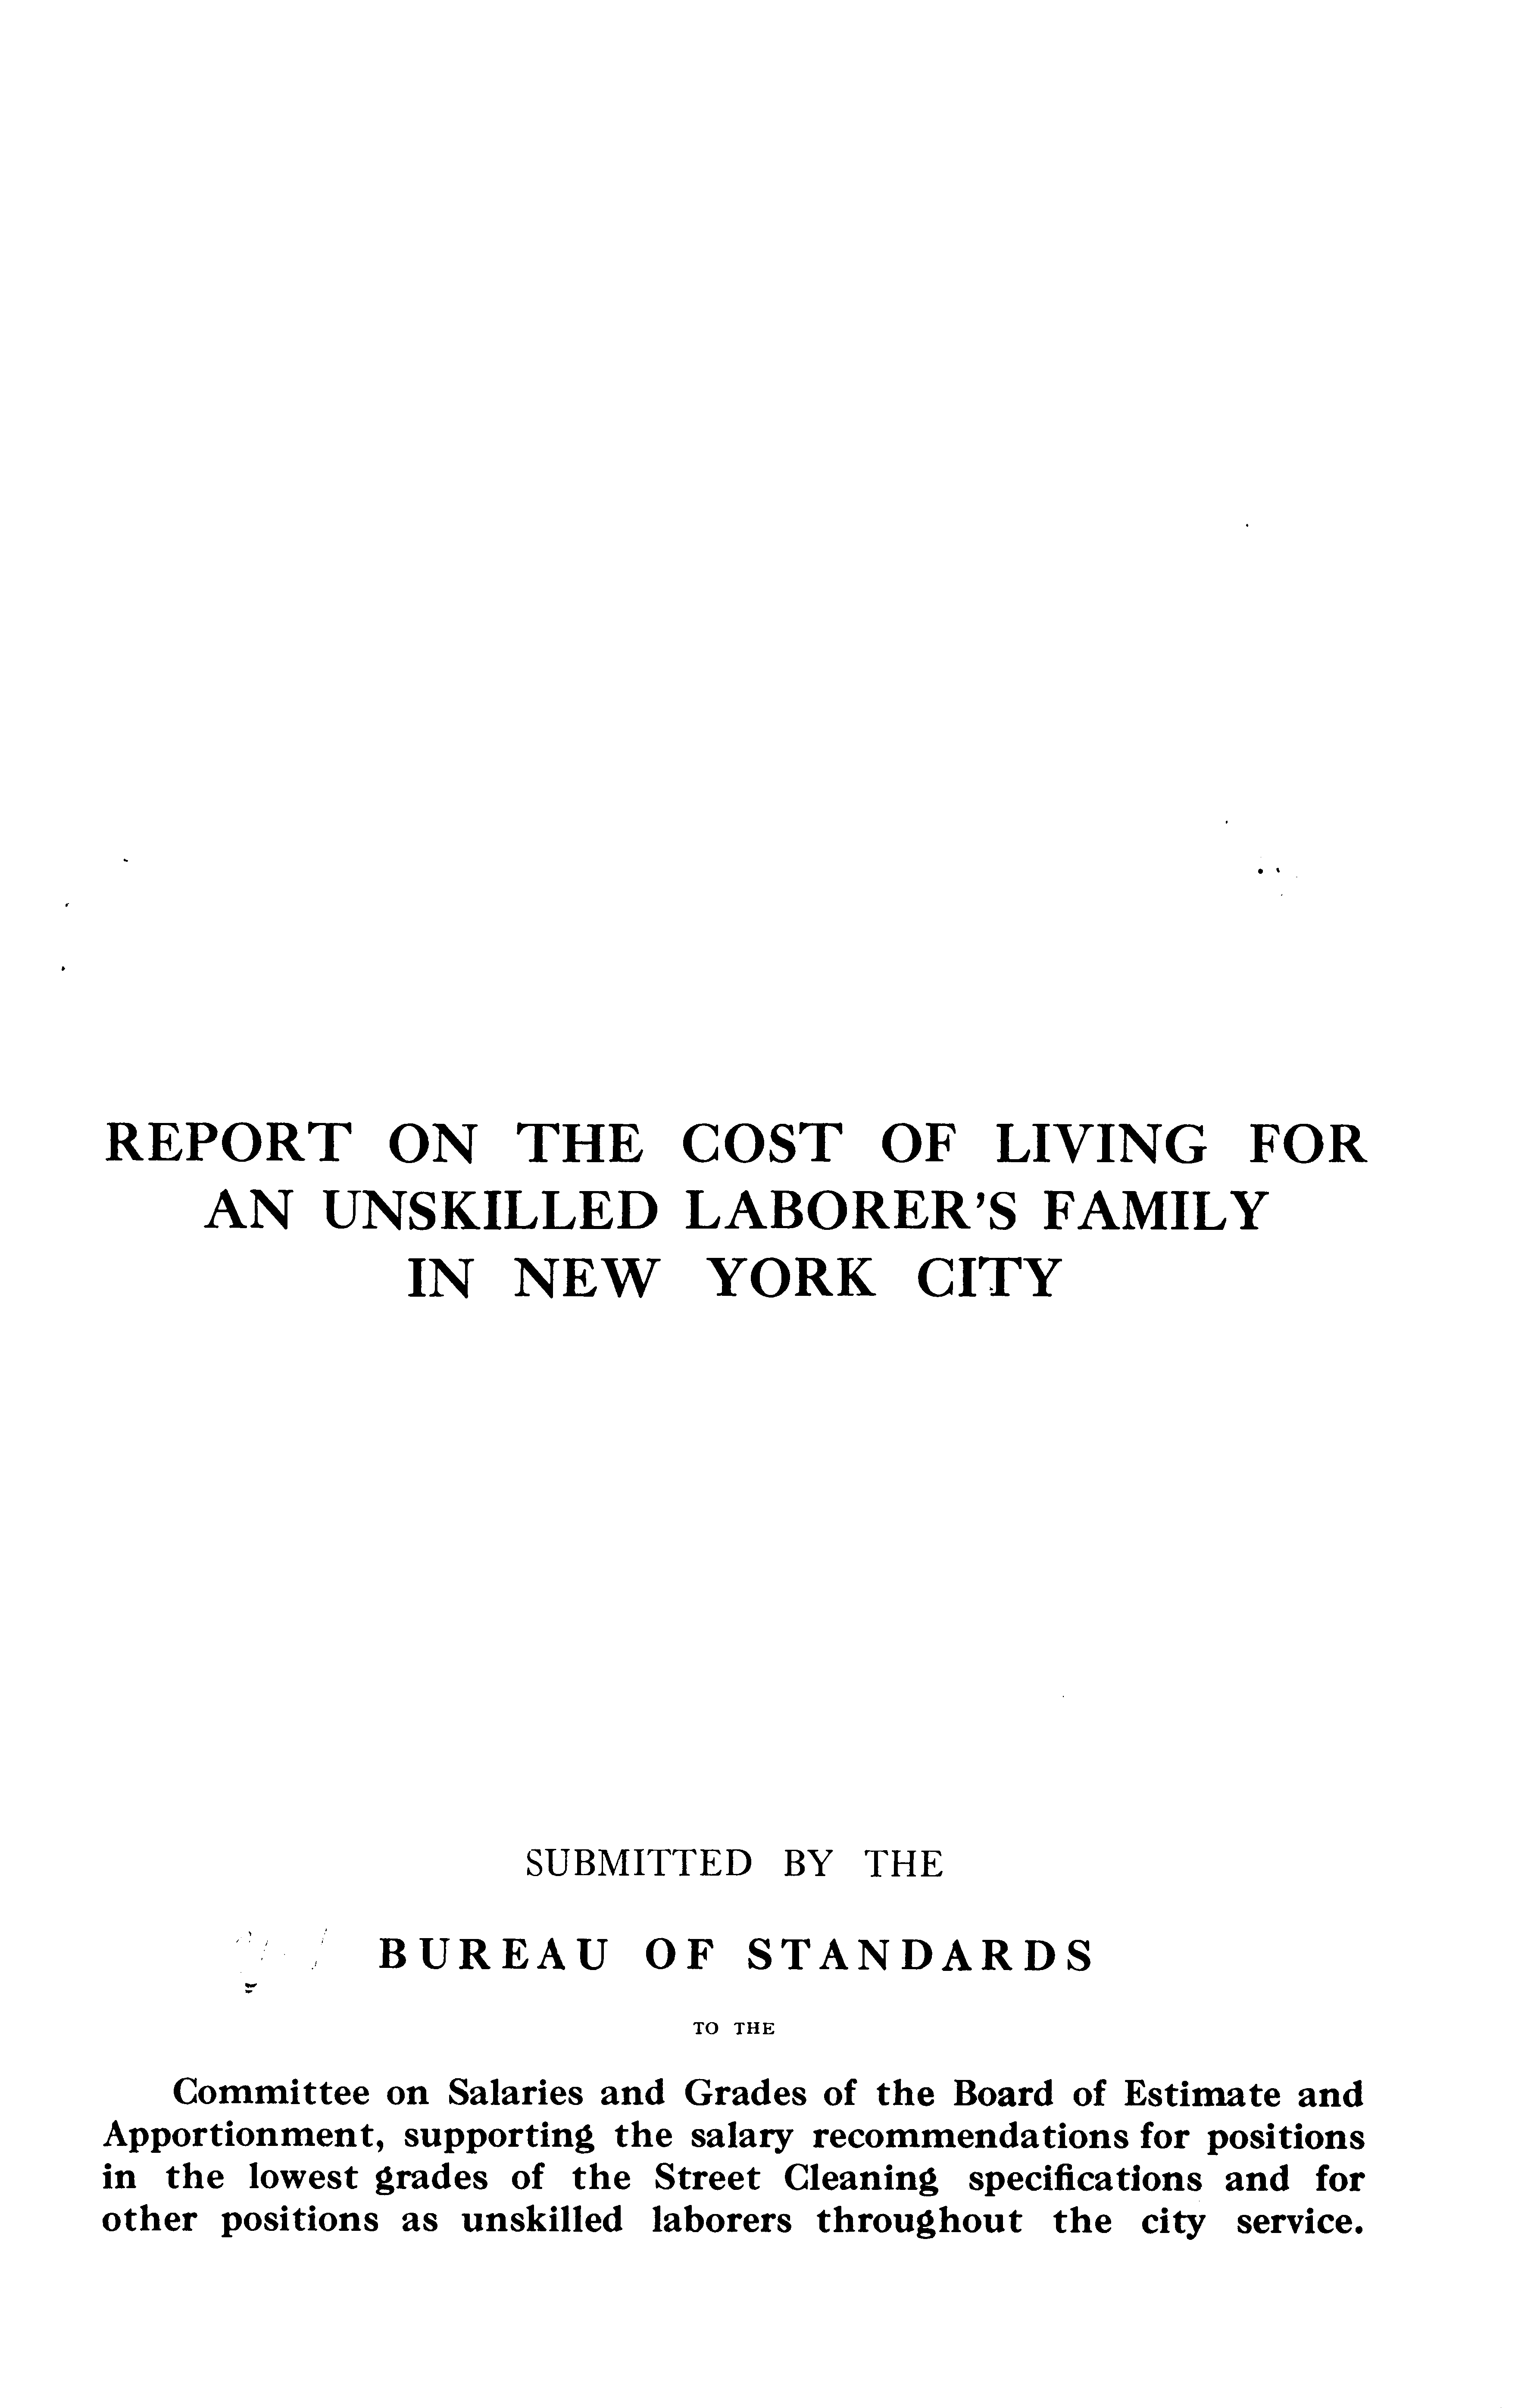 REPORT ON THE COST OF LIVING FOR
AN UNSKILLED LABORER'S FAMILY
IN NEW YORK CITY
SUBMITTED BY THE
BUREAU OF STANDARDS
TO THE
Committee on Salaries and Grades of the Board of Estimate and
Apportionment, supporting the salary recommendations for positions
in the lowest grades of the Street Cleaning specifications and for
other positions as unskilled laborers throughout the city service.